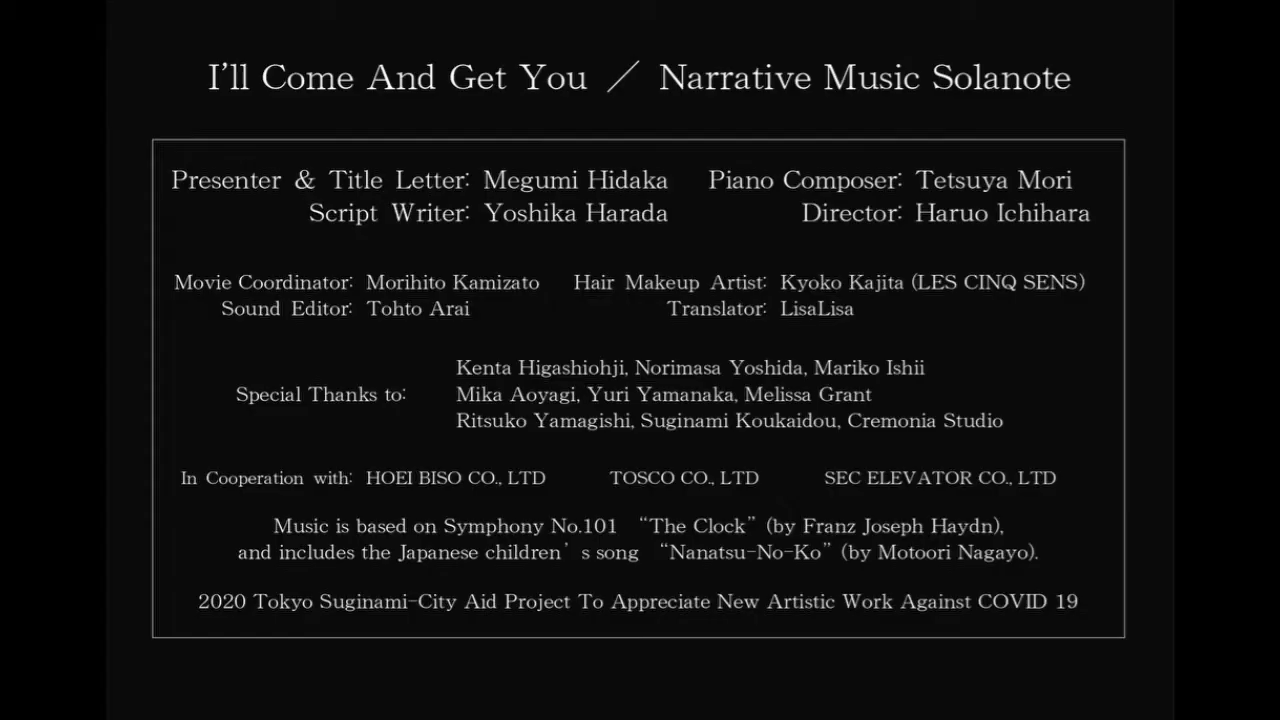 I’ll Come And Get You ／ Narrative Music Solanote
Presenter & Title Letter: Megumi Hidaka Piano Composer: Tetsuya Mori
Script Writer: Yoshika Harada Director: Haruo Ichihara
Movie Coordinator: Morihito Kamizato Hair Makeup Artist: Kyoko Kajita (LES CINQ SENS)
Sound Editor: Tohto Arai Translator: LisaLisa
Kenta Higashiohji, Norimasa Yoshida, Mariko Ishii
Special Thanks to: Mika Aoyagi, Yuri Yamanaka, Melissa Grant
Ritsuko Yamagishi, Suginami Koukaidou, Cremonia Studio
In Cooperation with: HOEI BISO CO., LTD TOSCO CO., LTD SEC ELEVATOR CO., LTD
Music is based on Symphony No.101 “The Clock” (by Franz Joseph Haydn),
and includes the Japanese children’s song “Nanatsu-No-Ko” (by Motoori Nagayo).
2020 Tokyo Suginami-City Aid Project To Appreciate New Artistic Work Against COVID 19